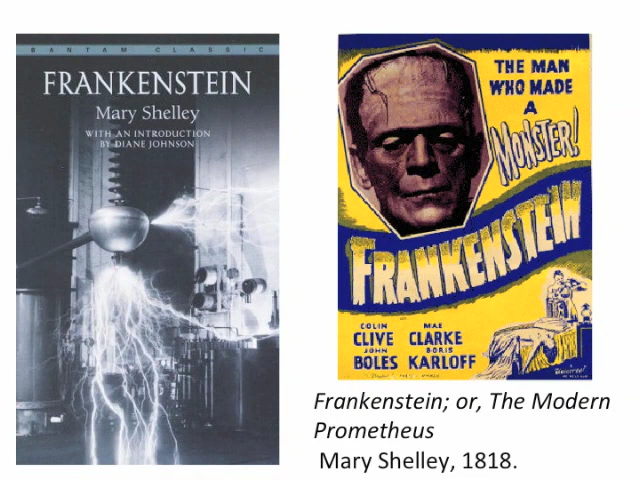 BANTAM CLASSIC
FRANKENSTEIN
Mary Shelley
WITH AN INTRODUCTION
BY DIANE JOHNSON
THE MAN
WHO MADE
A
MONSTER!
FRANKENSTEIN
COLIN MAE
CLIVE CLARKE
JOHN BORIS
BOLES KARLOFF
Frankenstein; or, The Modern
Prometheus
Mary Shelley, 1818.